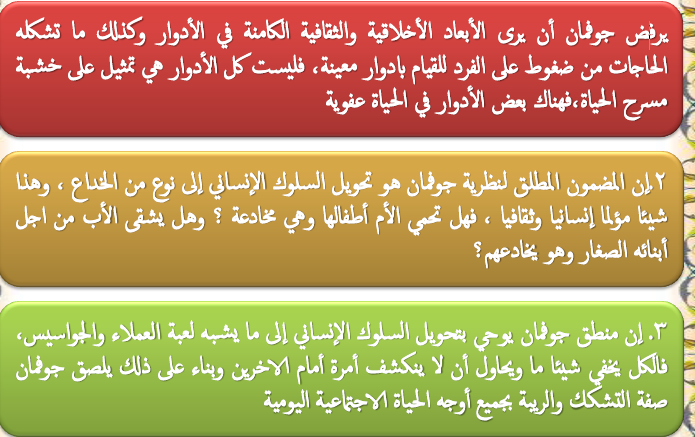 يرفض جوفمان أن يرى الأبعاد الأخلاقية والثقافية الكامنة في الأدوار وكذلك ما تشكله
الحاجات من ضغوط على الفرد للقيام بادوار معينة، فليست كل الأدوار هي تمثيل على خشبة
مسرح الحياة،فهناك بعض الأدوار في الحياة عفوية
٢.إن المضمون المطلق لنظرية جوفمان هو تحويل السلوك الإنساني إلى نوع من الخداع ، وهذا
شيئا مؤلما إنسانيا وثقافيا ، فهل تحمي الأم أطفالها وهي مخادعة ؟ وهل يشقى الأب من اجل
أبنائه الصغار وهو يخادعهم؟
٣. إن منطق جوفمان يوحي بتحويل السلوك الإنساني إلى ما يشبه لعبة العملاء والجواسيس،
فالكل يخفي شيئا ما ويحاول أن لا ينكشف أمرة أمام الاخرين وبناء على ذلك يلصق جوفمان
صفة التشكك والريبة بجميع أوجه الحياة الاجتماعية اليومية